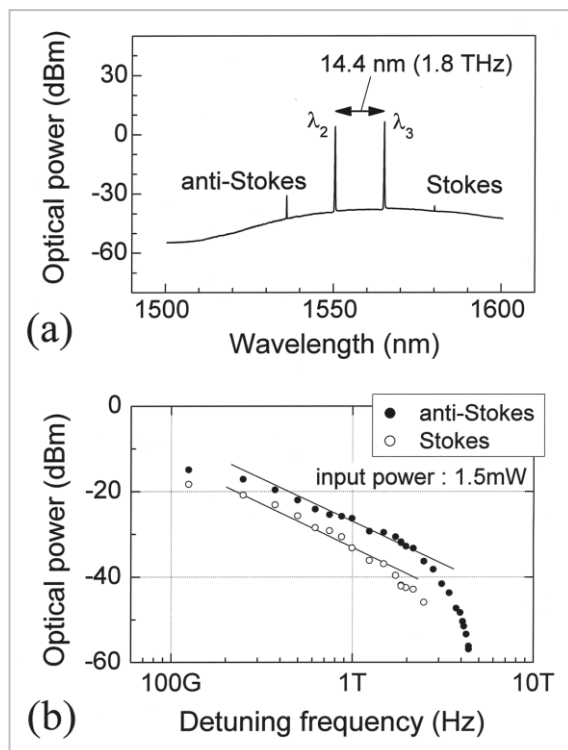 14.4 nm (1.8 THz)
30
0
-30
-60
λ2
λ3
anti-Stokes
Stokes
Optical power (dBm)
1500
1550
1600
Wavelength (nm)
(a)
0
-20
-40
-60
anti-Stokes
Stokes
input power : 1.5mW
Optical power (dBm)
100G
1T
10T
Detuning frequency (Hz)
(b)